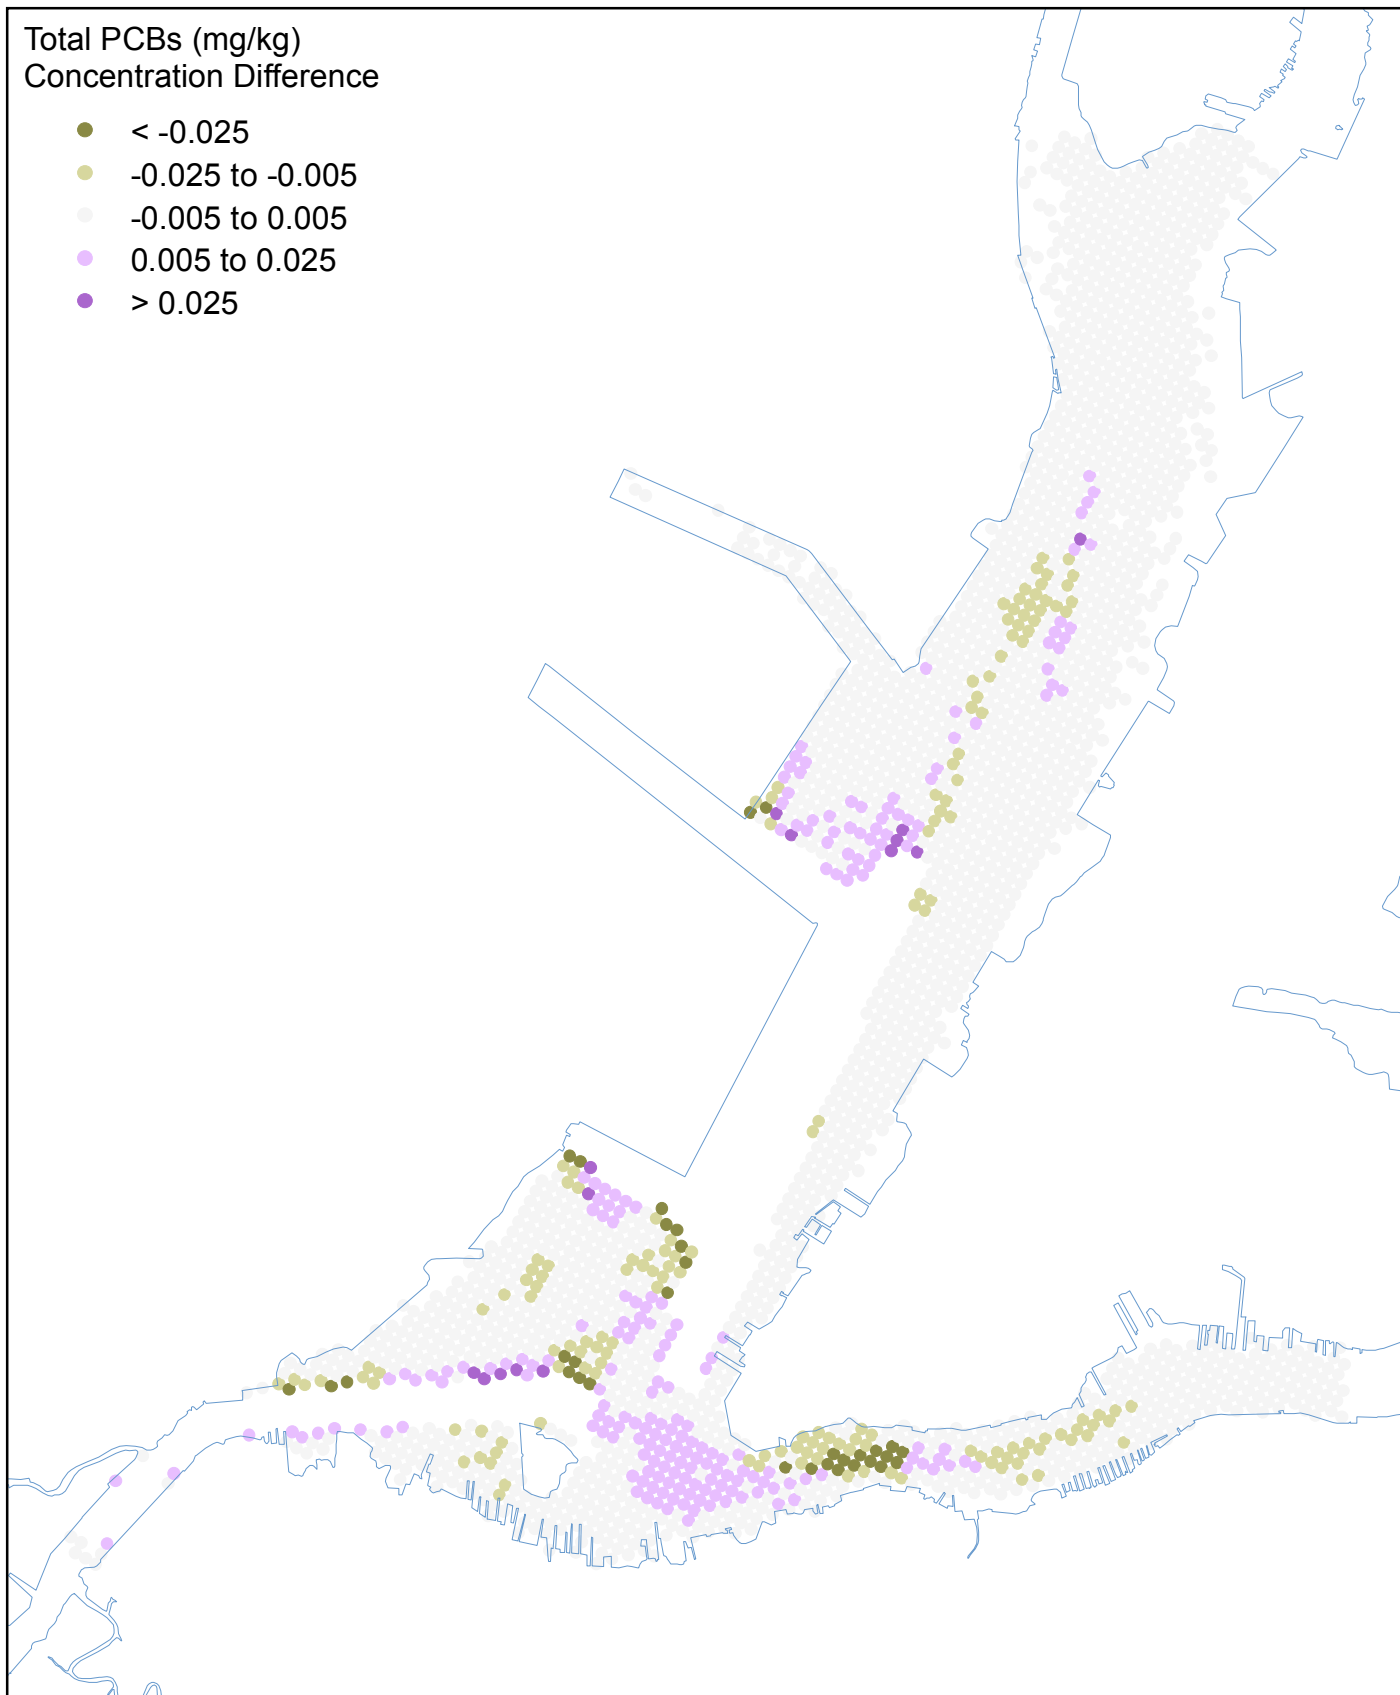 Total PCBs (mg/kg)
Concentration Difference
< -0.025
-0.025 to -0.005
-0.005 to 0.005
0.005 to 0.025
> 0.025